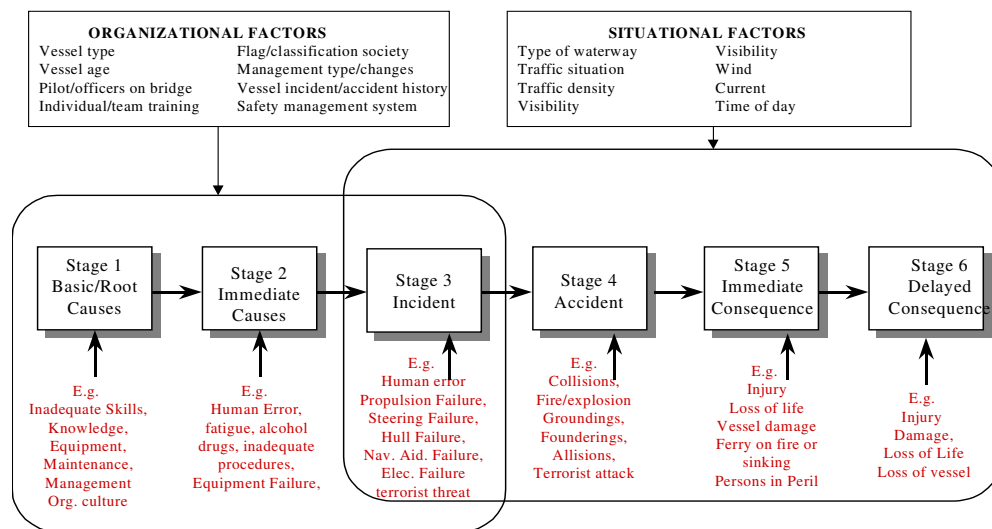 ORGANIZATIONAL FACTORS
Vessel type Flag/classification society
Vessel age Management type/changes
Pilot/officers on bridge Vessel incident/accident history
Individual/team training Safety management system
SITUATIONAL FACTORS
Type of waterway Visibility
Traffic situation Wind
Traffic density Current
Visibility Time of day
Stage 1
Basic/Root
Causes
Stage 2
Immediate
Causes
Stage 3
Incident
Stage 4
Accident
Stage 5
Immediate
Consequence
Stage 6
Delayed
Consequence
E.g.
Inadequate Skills,
Knowledge,
Equipment,
Maintenance,
Management
Org. culture
E.g.
Human Error,
fatigue, alcohol
drugs, inadequate
procedures,
Equipment Failure,
E.g.
Human error
Propulsion Failure,
Steering Failure,
Hull Failure,
Nav. Aid. Failure,
Elec. Failure
terrorist threat
E.g.
Collisions,
Fire/explosion
Groundings,
Founderings,
Allisions,
Terrorist attack
E.g.
Injury
Loss of life
Vessel damage
Ferry on fire or
sinking
Persons in Peril
E.g.
Injury
Damage,
Loss of Life
Loss of vessel